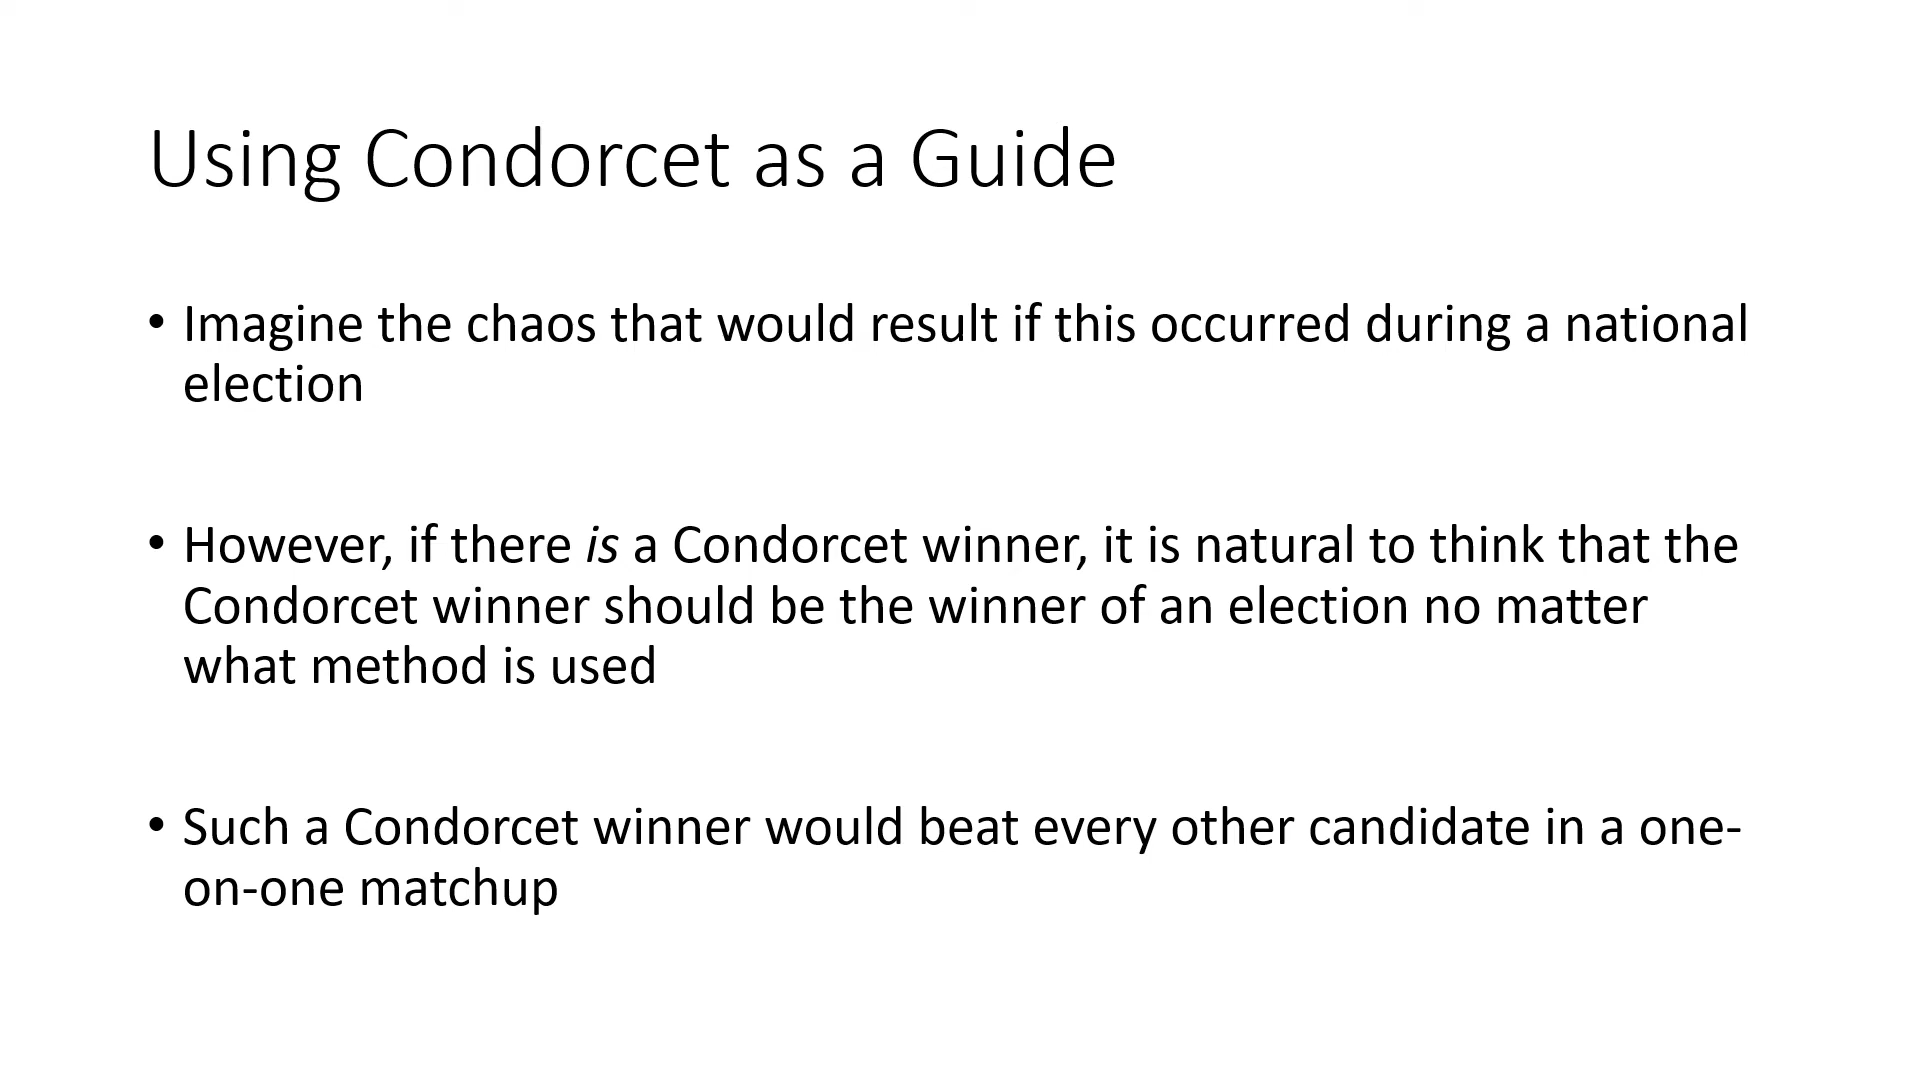 Using Condorcet as a Guide
• Imagine the chaos that would result if this occurred during a national
election
• However, if there is a Condorcet winner, it is natural to think that the
Condorcet winner should be the winner of an election no matter
what method is used
• Such a Condorcet winner would beat every other candidate in a one-
on-one matchup